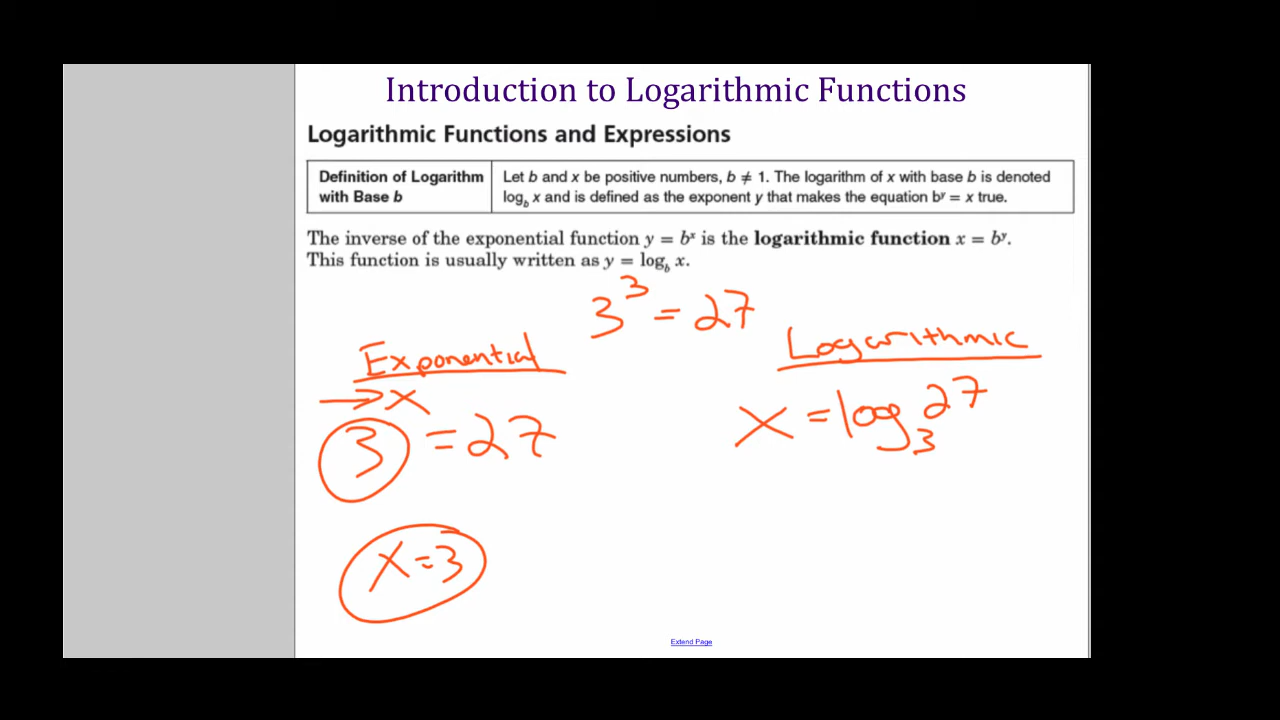 Introduction to Logarithmic Functions
Logarithmic Functions and Expressions
Definition of Logarithm with Base b
Let b and x be positive numbers, b ≠ 1. The logarithm of x with base b is denoted
log_b x and is defined as the exponent y that makes the equation b^y = x true.
The inverse of the exponential function y = b^x is the logarithmic function x = b^y.
This function is usually written as y = log_b x.
3^3 = 27
Exponential
→ 3^x = 27
x = 3
Logarithmic
x = log_3 27
Extend Page